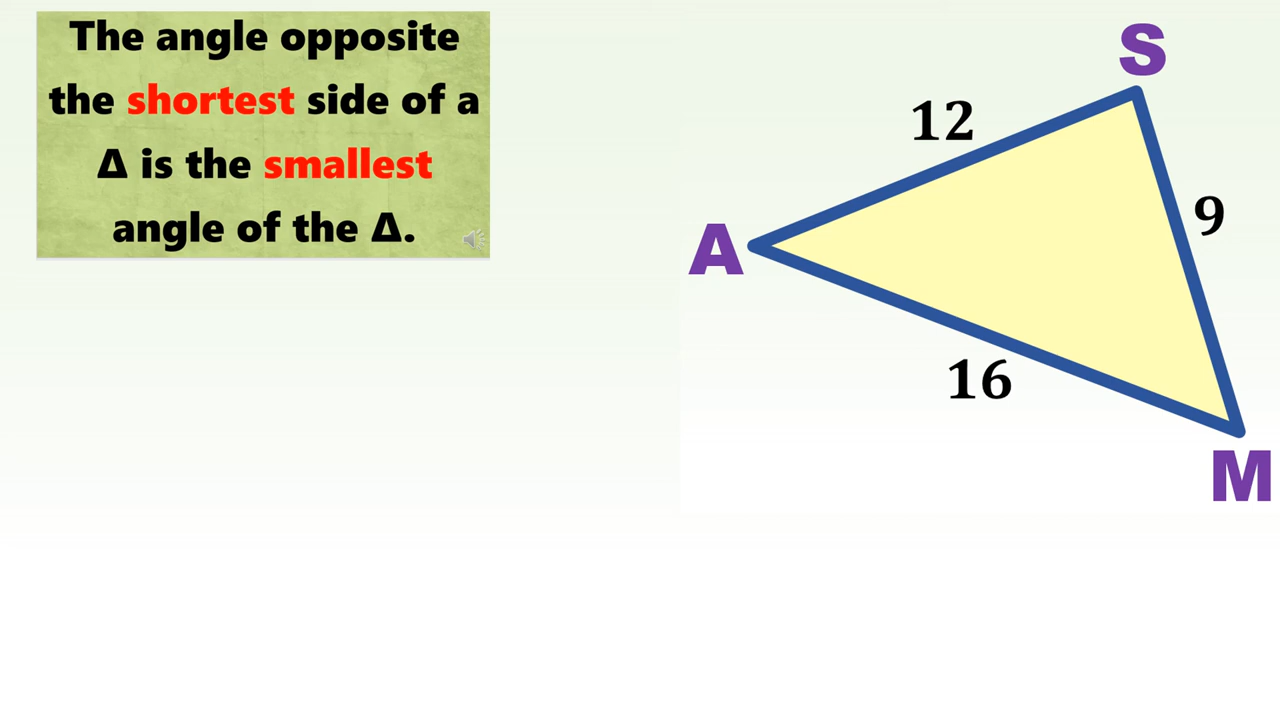 The angle opposite
the shortest side of a
Δ is the smallest
angle of the Δ.
S
12
9
A
16
M